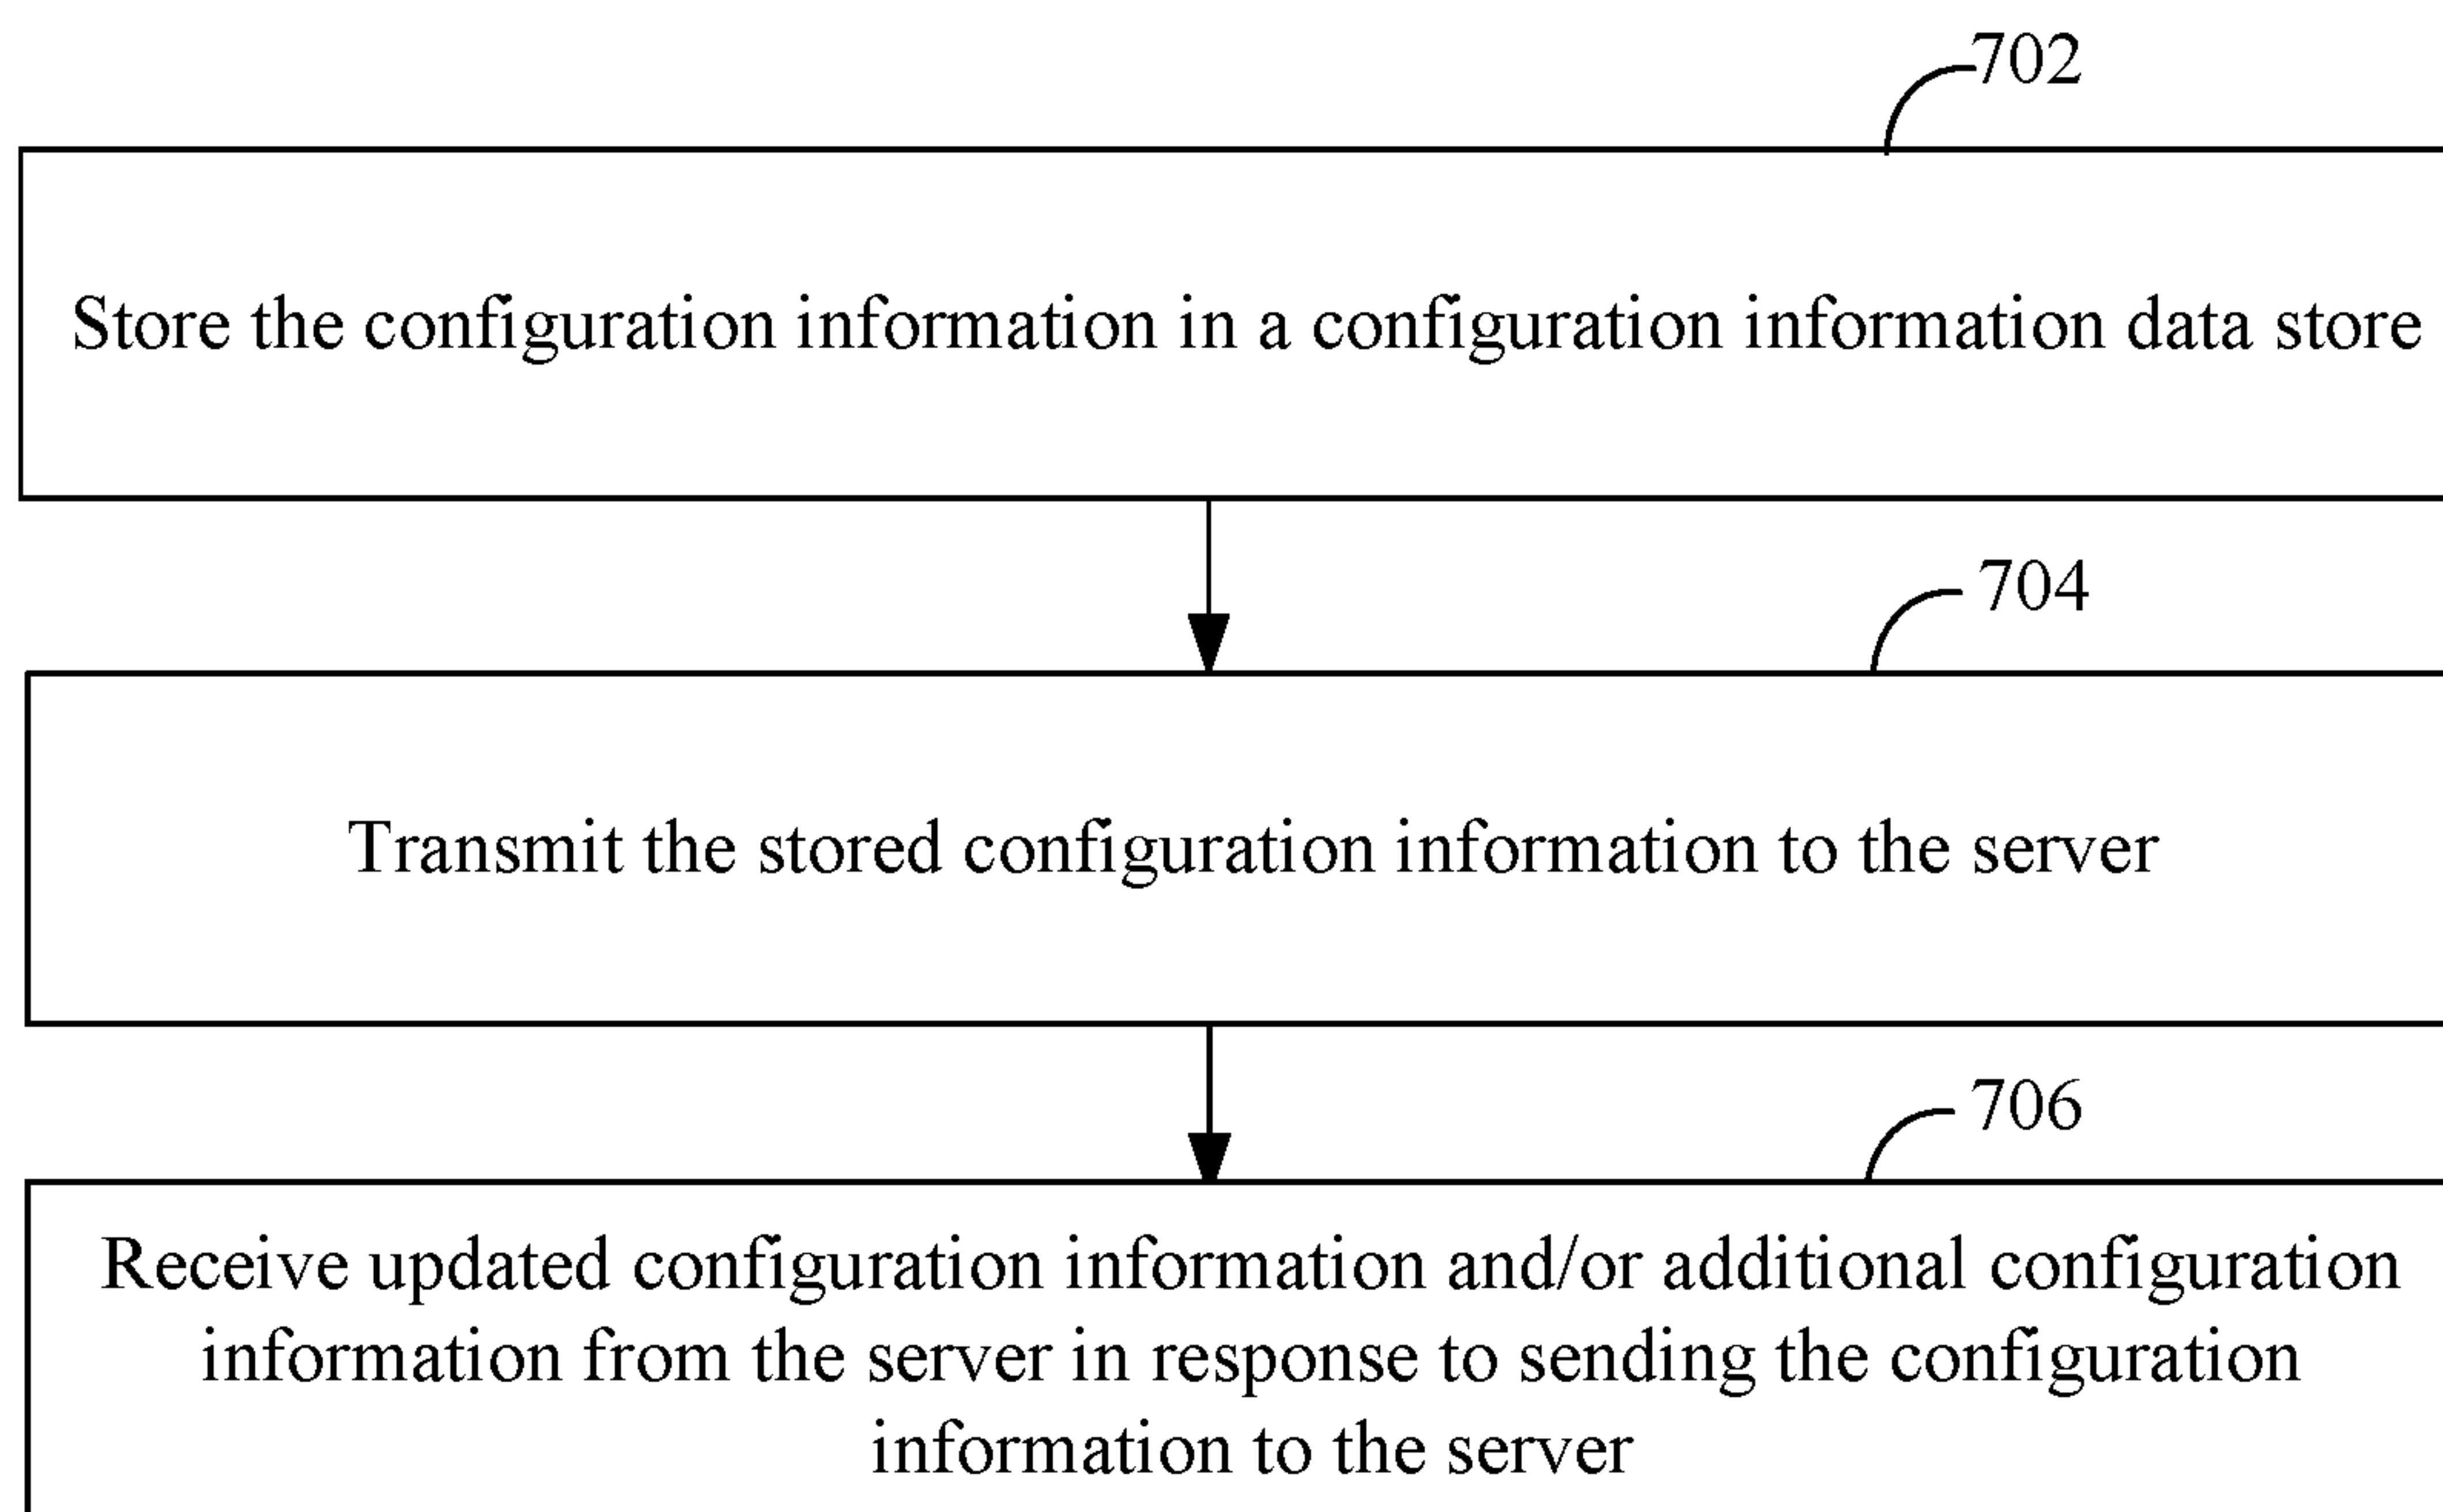 702
Store the configuration information in a configuration information data store
704
Transmit the stored configuration information to the server
706
Receive updated configuration information and/or additional configuration
information from the server in response to sending the configuration
information to the server